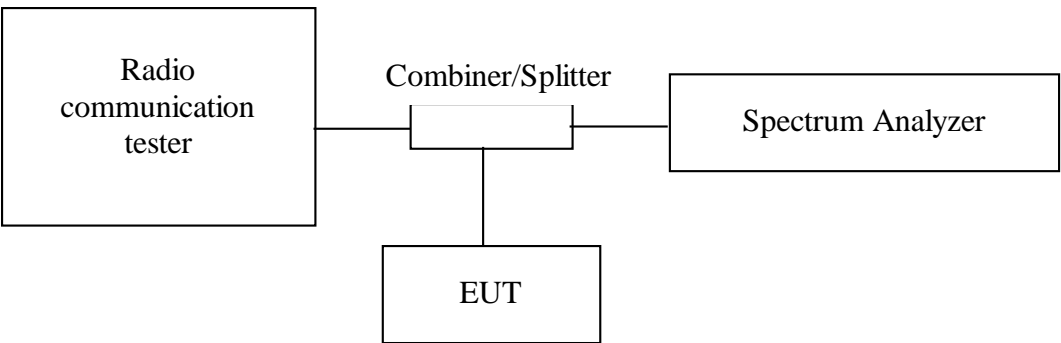 Radio
communication
tester
Combiner/Splitter
Spectrum Analyzer
EUT